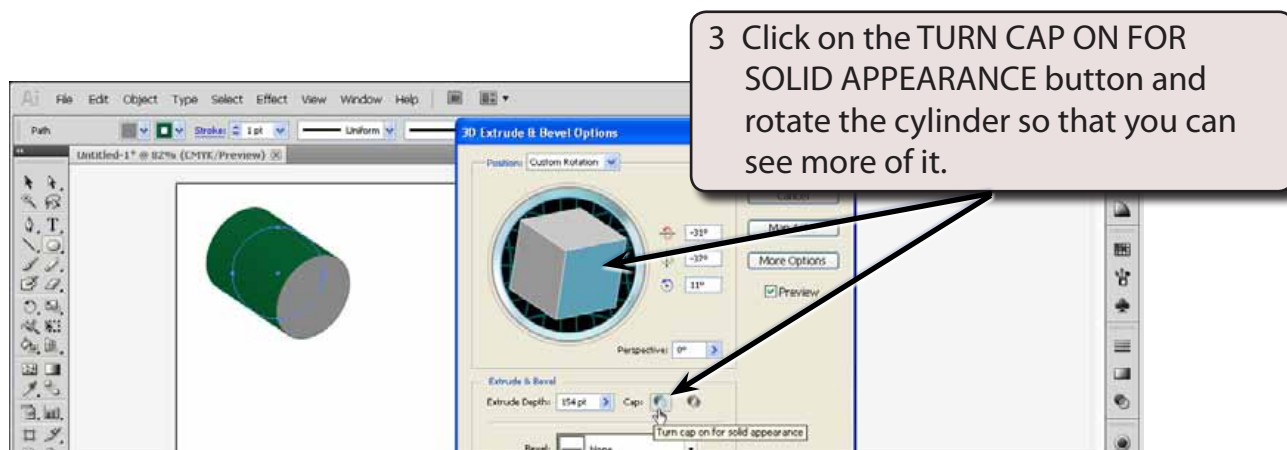 3 Click on the TURN CAP ON FOR
SOLID APPEARANCE button and
rotate the cylinder so that you can
see more of it.
Ai File Edit Object Type Select Effect View Window Help
Path Stroke: 1 pt Uniform
3D Extrude & Bevel Options
Untitled-1* @ 82% (CMYK/Preview)
Position: Custom Rotation
Cancel
-31°
-37°
More Options
11°
Preview
Perspective: 0°
Extrude & Bevel
Extrude Depth: 154 pt Cap:
Turn cap on for solid appearance
Bevel: None